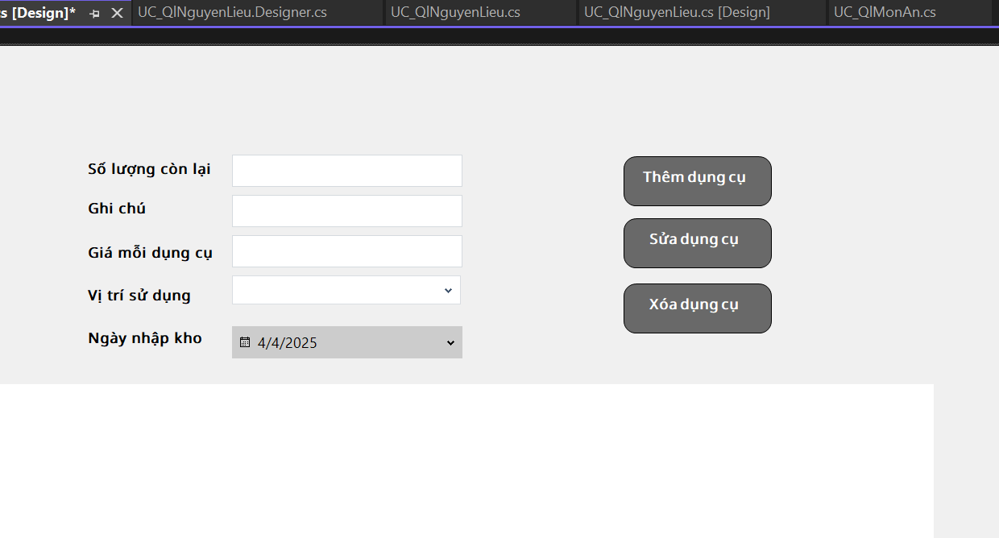 s [Design]* UC_QlNguyenLieu.Designer.cs UC_QlNguyenLieu.cs UC_QlNguyenLieu.cs [Design] UC_QlMonAn.cs
Số lượng còn lại
Ghi chú
Giá mỗi dụng cụ
Vị trí sử dụng
Ngày nhập kho
4/4/2025
Thêm dụng cụ
Sửa dụng cụ
Xóa dụng cụ